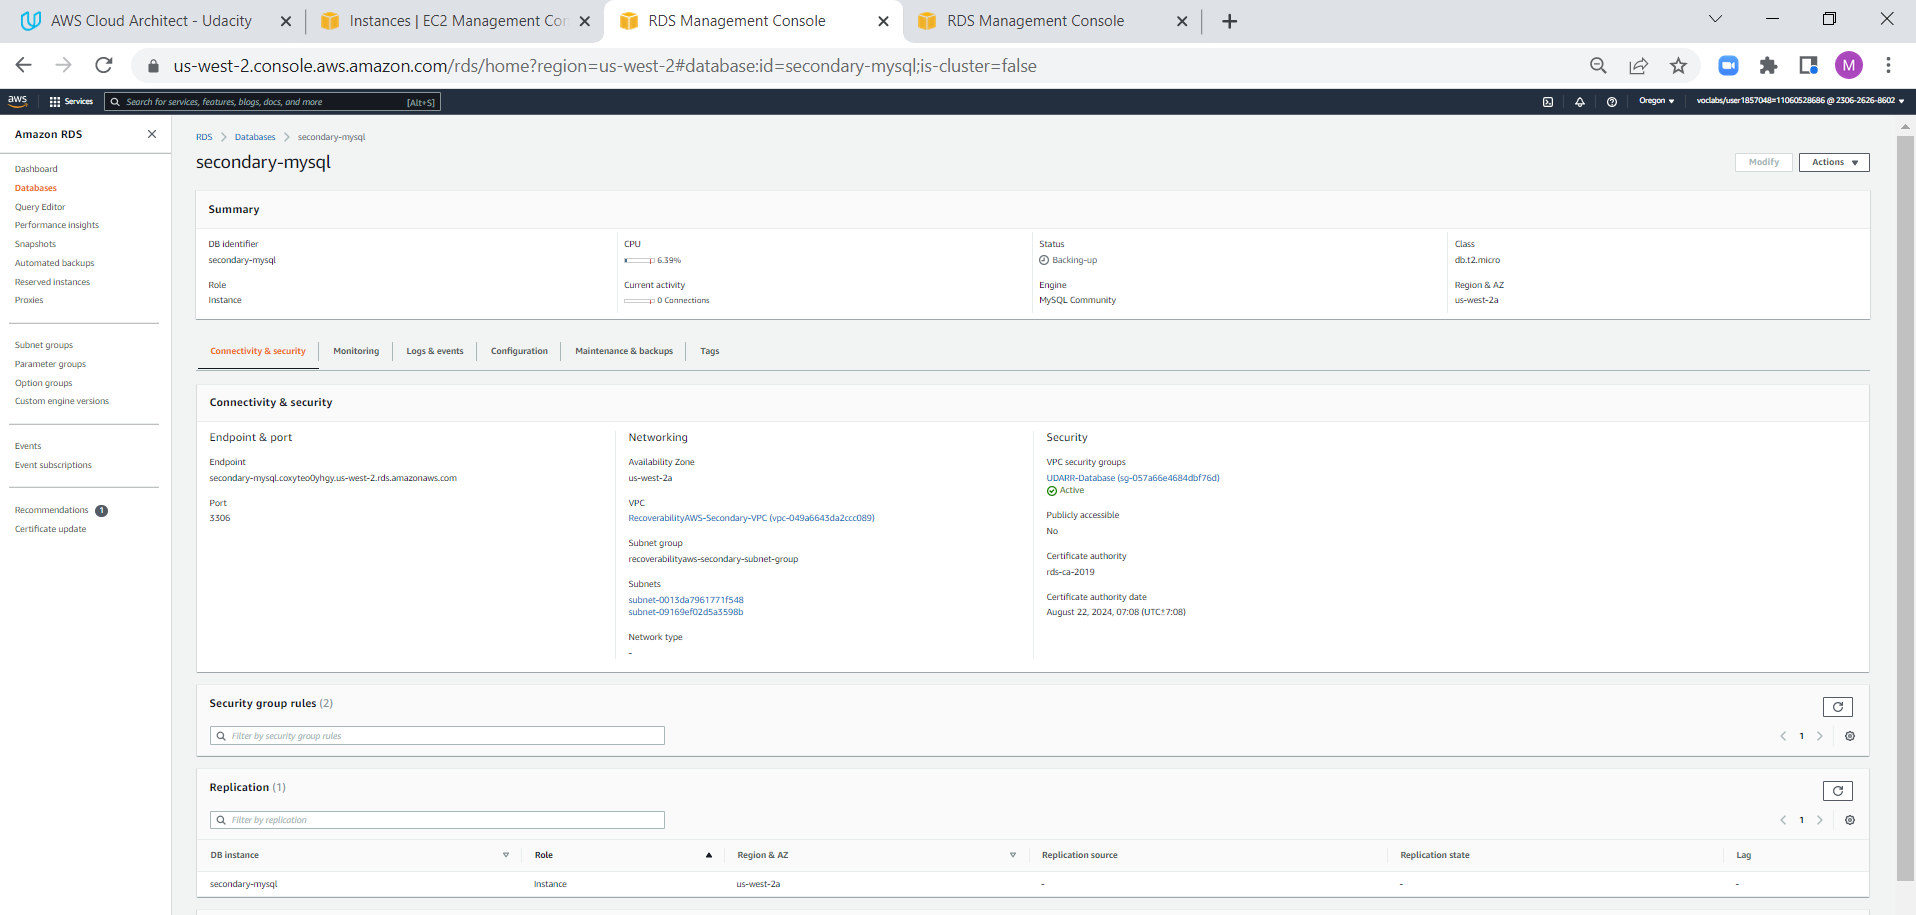 AWS Cloud Architect - Udacity
Instances | EC2 Management Con
RDS Management Console
RDS Management Console
us-west-2.console.aws.amazon.com/rds/home?region=us-west-2#database:id=secondary-mysql;is-cluster=false
M
aws
Services
Search for services, features, blogs, docs, and more
[Alt+S]
Oregon
voclabs/user1857048=11060528686 @ 2306-2626-8602
Amazon RDS
Dashboard
Databases
Query Editor
Performance insights
Snapshots
Automated backups
Reserved instances
Proxies
Subnet groups
Parameter groups
Option groups
Custom engine versions
Events
Event subscriptions
Recommendations 1
Certificate update
RDS
Databases
secondary-mysql
secondary-mysql
Modify
Actions
Summary
DB identifier
secondary-mysql
Role
Instance
CPU
6.39%
Current activity
0 Connections
Status
Backing-up
Engine
MySQL Community
Class
db.t2.micro
Region & AZ
us-west-2a
Connectivity & security
Monitoring
Logs & events
Configuration
Maintenance & backups
Tags
Connectivity & security
Endpoint & port
Endpoint
secondary-mysql.coxyteo0yhgy.us-west-2.rds.amazonaws.com
Port
3306
Networking
Availability Zone
us-west-2a
VPC
RecoverabilityAWS-Secondary-VPC (vpc-049a6643da2ccc089)
Subnet group
recoverabilityaws-secondary-subnet-group
Subnets
subnet-0013da7961771f548
subnet-09169ef02d5a3598b
Network type
-
Security
VPC security groups
UDARR-Database (sg-057a66e4684dbf76d)
Active
Publicly accessible
No
Certificate authority
rds-ca-2019
Certificate authority date
August 22, 2024, 07:08 (UTC±7:08)
Security group rules (2)
Filter by security group rules
1
Replication (1)
Filter by replication
1
DB instance
Role
Region & AZ
Replication source
Replication state
Lag
secondary-mysql
Instance
us-west-2a
-
-
-